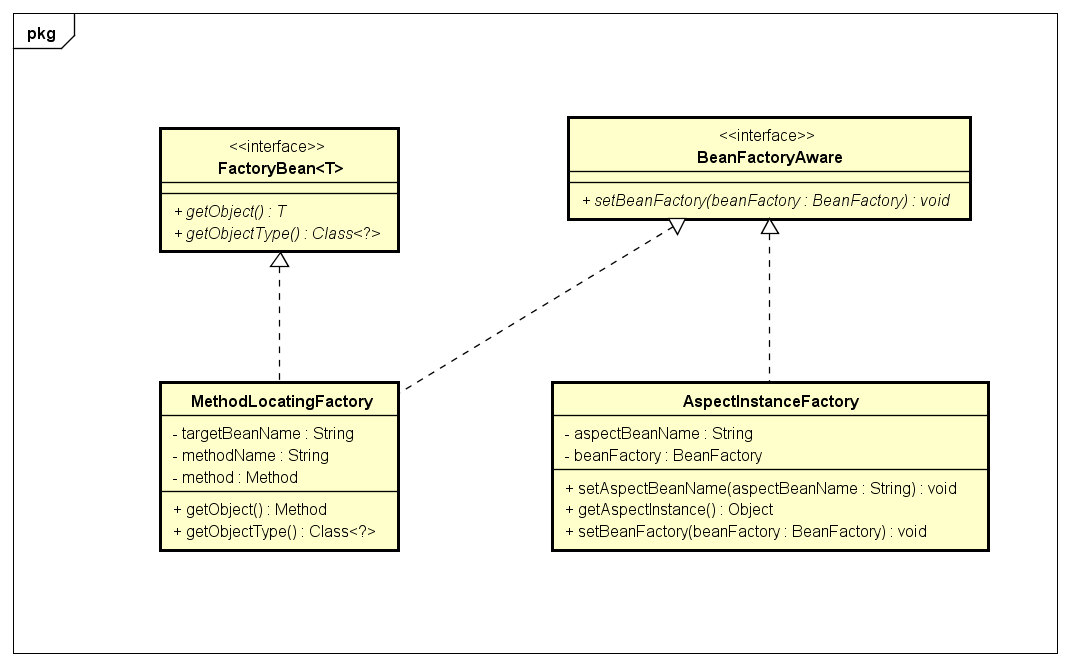 pkg
<<interface>>
FactoryBean<T>
+ getObject() : T
+ getObjectType() : Class<?>
<<interface>>
BeanFactoryAware
+ setBeanFactory(beanFactory : BeanFactory) : void
MethodLocatingFactory
- targetBeanName : String
- methodName : String
- method : Method
+ getObject() : Method
+ getObjectType() : Class<?>
AspectInstanceFactory
- aspectBeanName : String
- beanFactory : BeanFactory
+ setAspectBeanName(aspectBeanName : String) : void
+ getAspectInstance() : Object
+ setBeanFactory(beanFactory : BeanFactory) : void